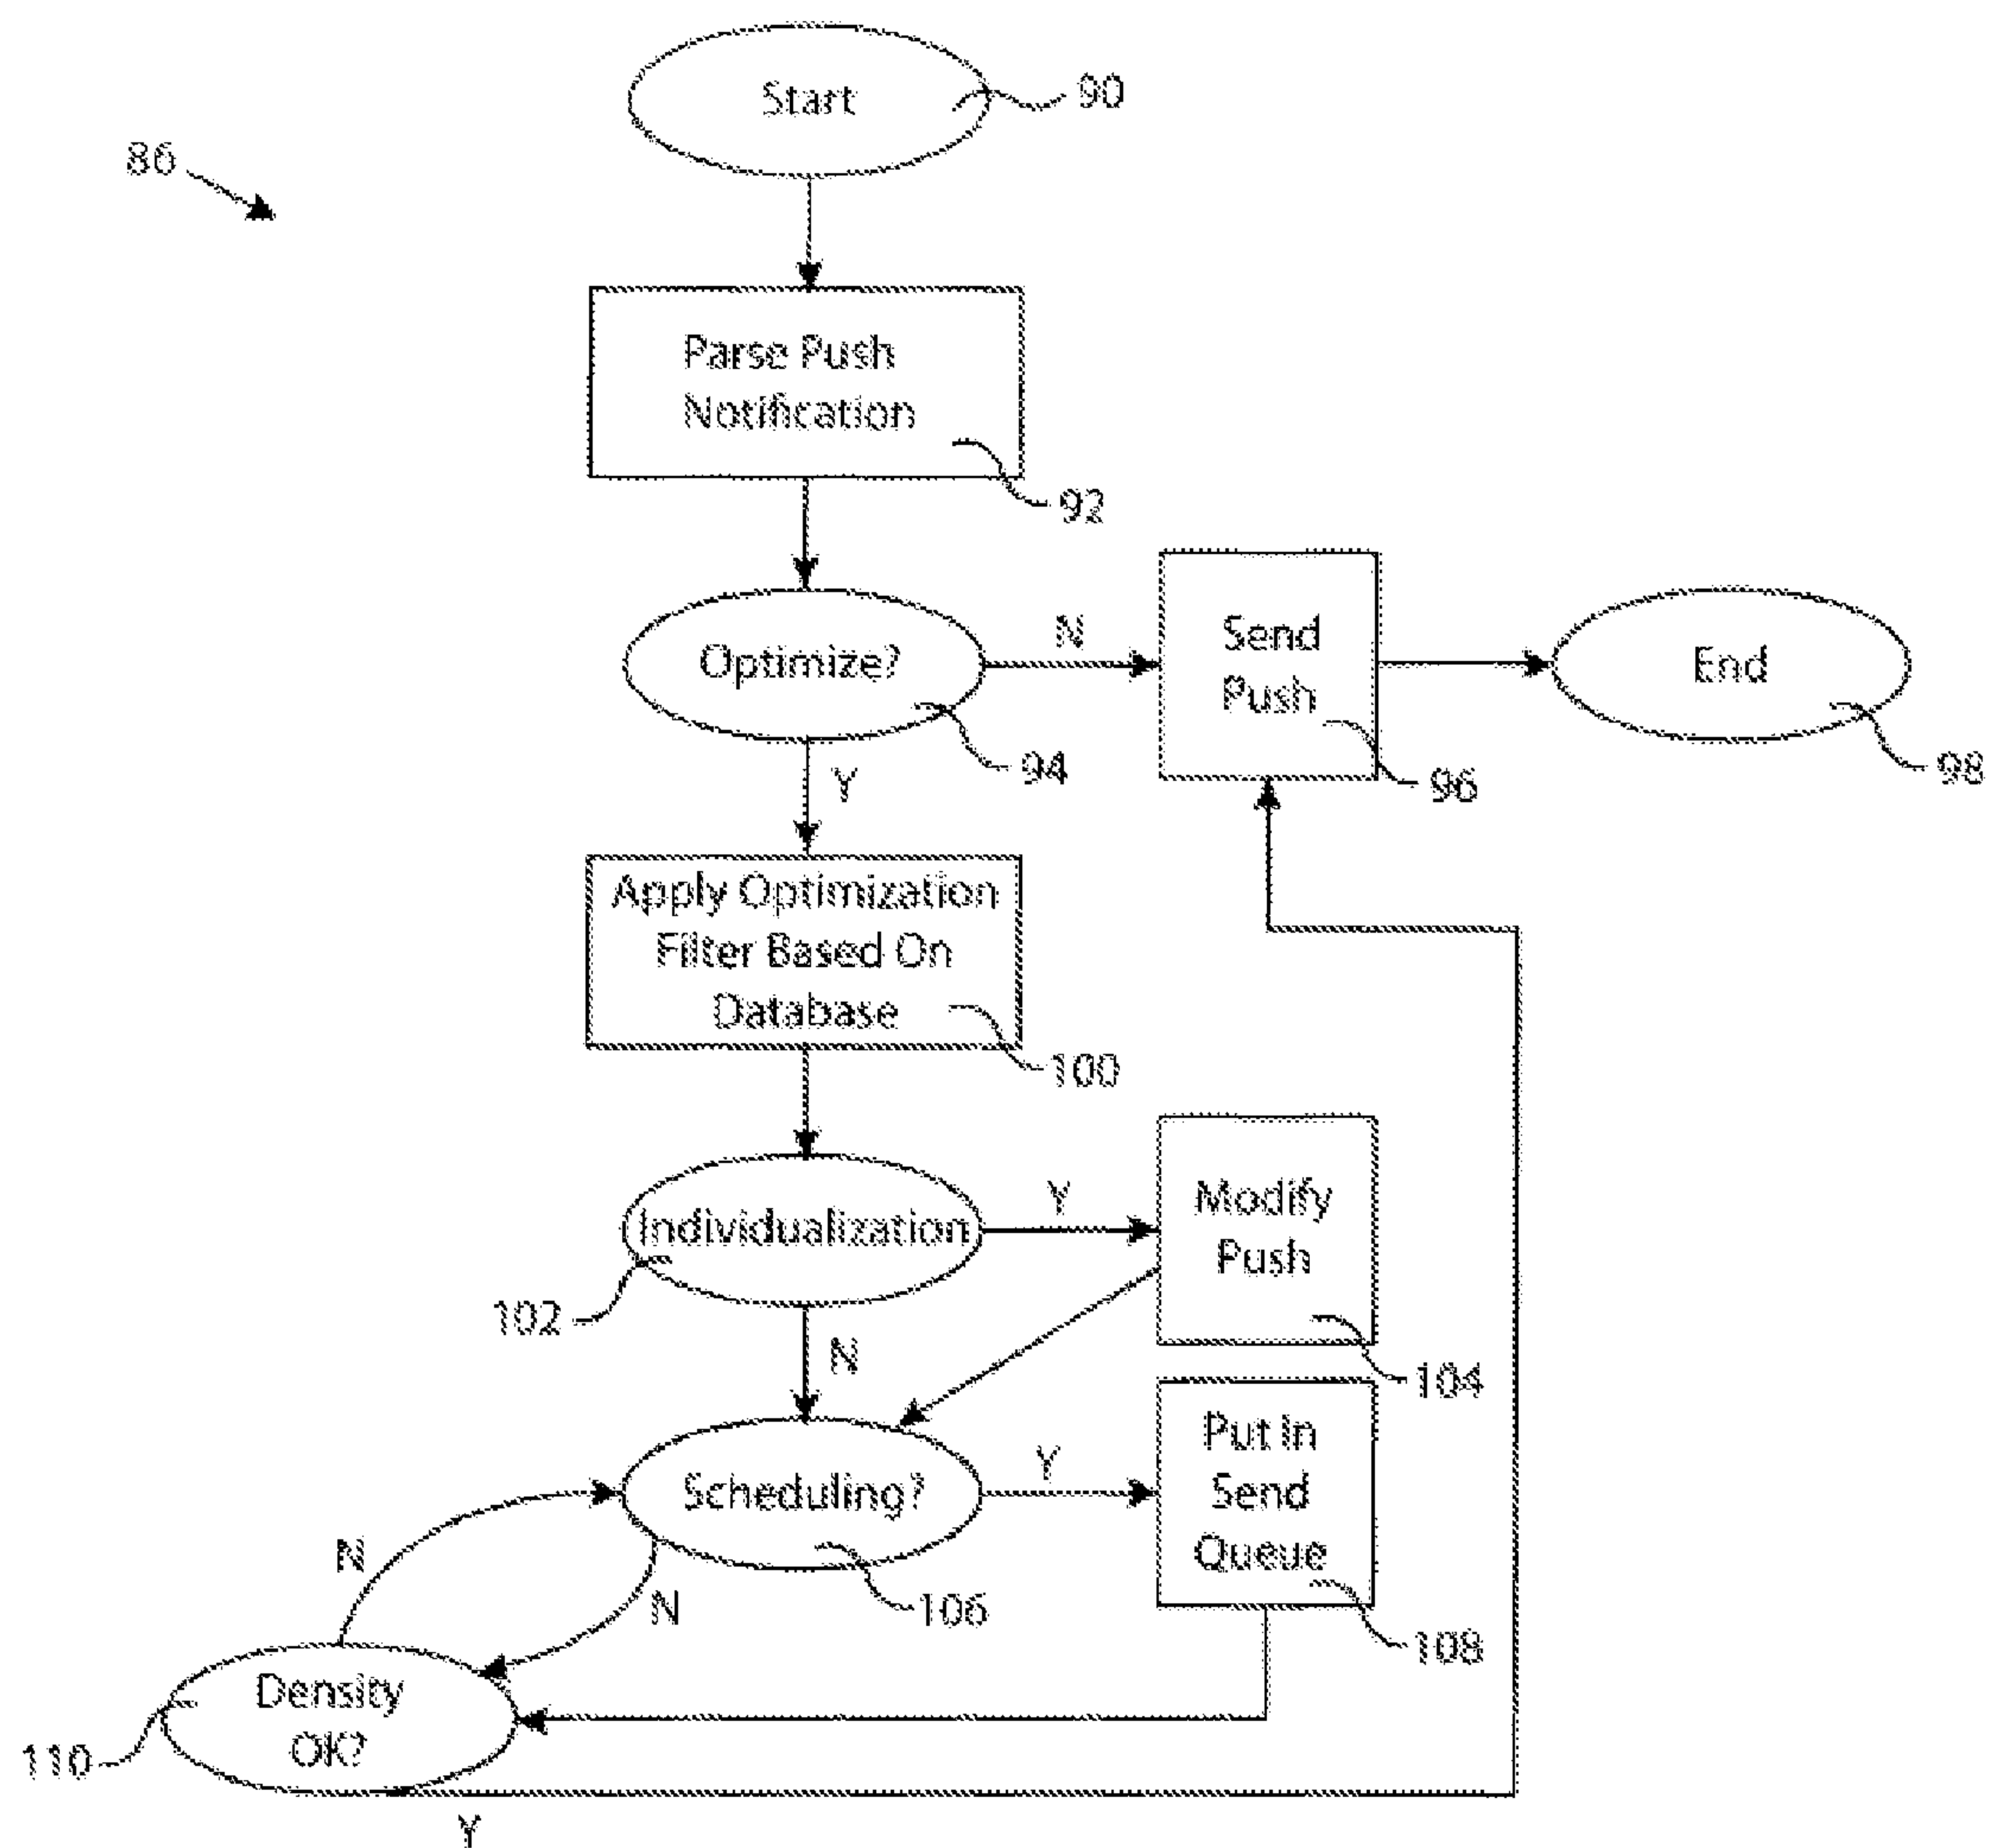 Start
90
86
Parse Push
Notification
92
Optimize?
N
Send
Push
End
94
Y
96
98
Apply Optimization
Filter Based On
Database
100
Individualization
Y
Modify
Push
102
N
104
Scheduling?
Y
Put In
Send
Queue
N
N
106
108
Density
OK?
110
Y